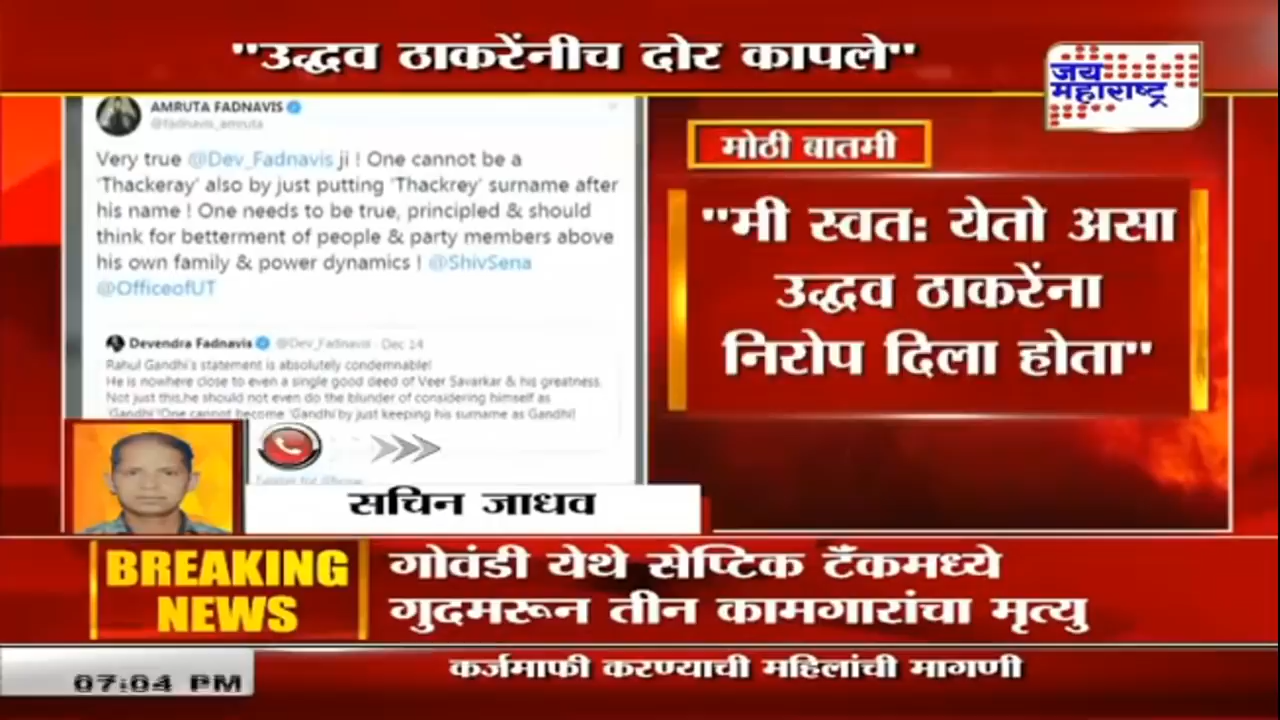 "उद्धव ठाकरेंनीच दोर कापले"
जय
महाराष्ट्र
AMRUTA FADNAVIS
@fadnavis_amruta
Very true @Dev_Fadnavis ji ! One cannot be a
'Thackeray' also by just putting 'Thackrey' surname after
his name ! One needs to be true, principled & should
think for betterment of people & party members above
his own family & power dynamics ! @ShivSena
@OfficeofUT
Devendra Fadnavis @Dev_Fadnavis · Dec 14
Rahul Gandhi's statement is absolutely condemnable!
He is nowhere close to even a single good deed of Veer Savarkar & his greatness.
Not just this,he should not even do the blunder of considering himself as
'Gandhi'.One cannot become 'Gandhi'by just keeping his surname as Gandhi!
मोठी बातमी
"मी स्वत: येतो असा
उद्धव ठाकरेंना
निरोप दिला होता"
सचिन जाधव
BREAKING
NEWS
गोवंडी येथे सेप्टिक टँकमध्ये
गुदमरून तीन कामगारांचा मृत्यु
07:04 PM
कर्जमाफी करण्याची महिलांची मागणी